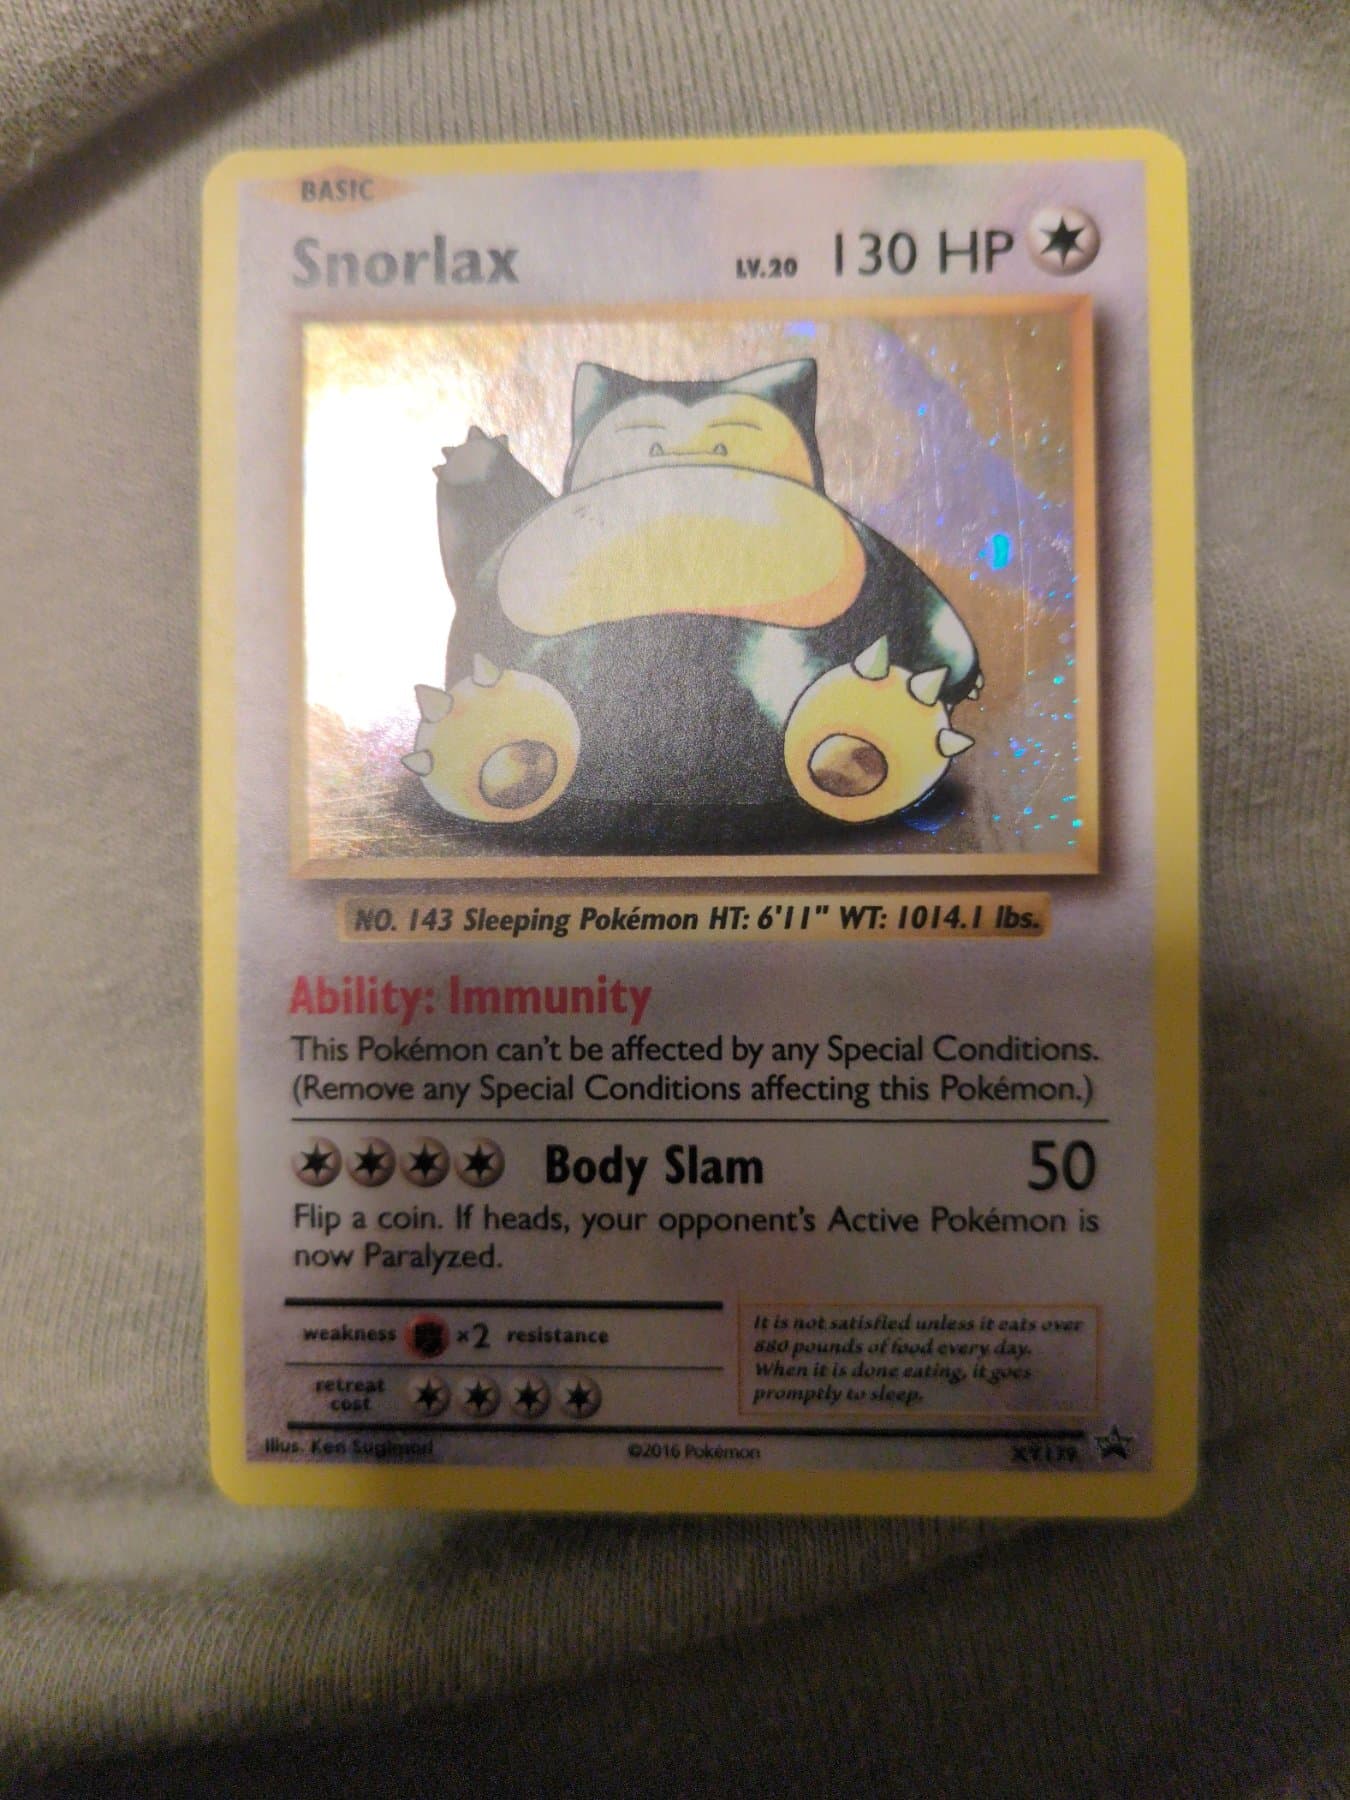 BASIC
Snorlax LV.20 130 HP
NO. 143 Sleeping Pokémon HT: 6'11" WT: 1014.1 lbs.
Ability: Immunity
This Pokémon can't be affected by any Special Conditions.
(Remove any Special Conditions affecting this Pokémon.)
Body Slam 50
Flip a coin. If heads, your opponent's Active Pokémon is
now Paralyzed.
weakness ×2 resistance
retreat
cost
It is not satisfied unless it eats over
880 pounds of food every day.
When it is done eating, it goes
promptly to sleep.
Illus. Ken Sugimori ©2016 Pokémon XY179